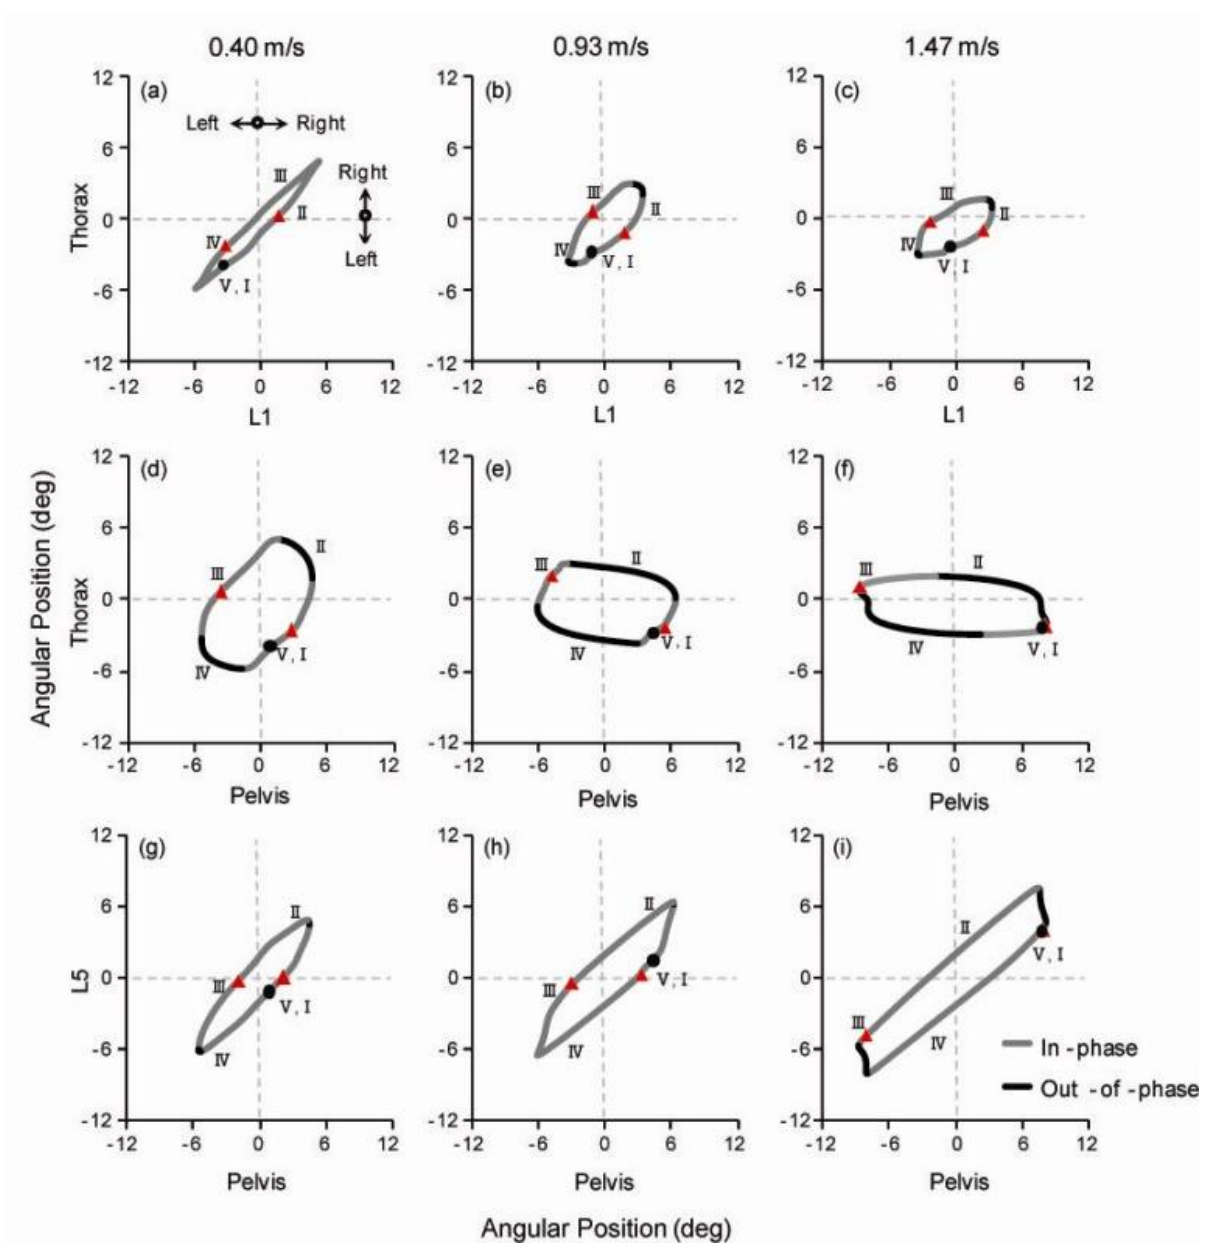 0.40 m/s 0.93 m/s 1.47 m/s
(a) (b) (c)
12 12 12
Left Right
Right
Left
6 6 6
0 0 0
-6 -6 -6
-12 -12 -12
Thorax
III II IV V, I
III II IV V, I
III II IV V, I
-12 -6 0 6 12 -12 -6 0 6 12 -12 -6 0 6 12
L1 L1 L1
(d) (e) (f)
12 12 12
6 6 6
0 0 0
-6 -6 -6
-12 -12 -12
Angular Position (deg)
Thorax
II III IV V, I
III II IV V, I
III II IV V, I
-12 -6 0 6 12 -12 -6 0 6 12 -12 -6 0 6 12
Pelvis Pelvis Pelvis
(g) (h) (i)
12 12 12
6 6 6
0 0 0
-6 -6 -6
-12 -12 -12
L5
II III V, I IV
II III V, I IV
II V, I III IV
In -phase
Out -of -phase
-12 -6 0 6 12 -12 -6 0 6 12 -12 -6 0 6 12
Pelvis Pelvis Pelvis
Angular Position (deg)